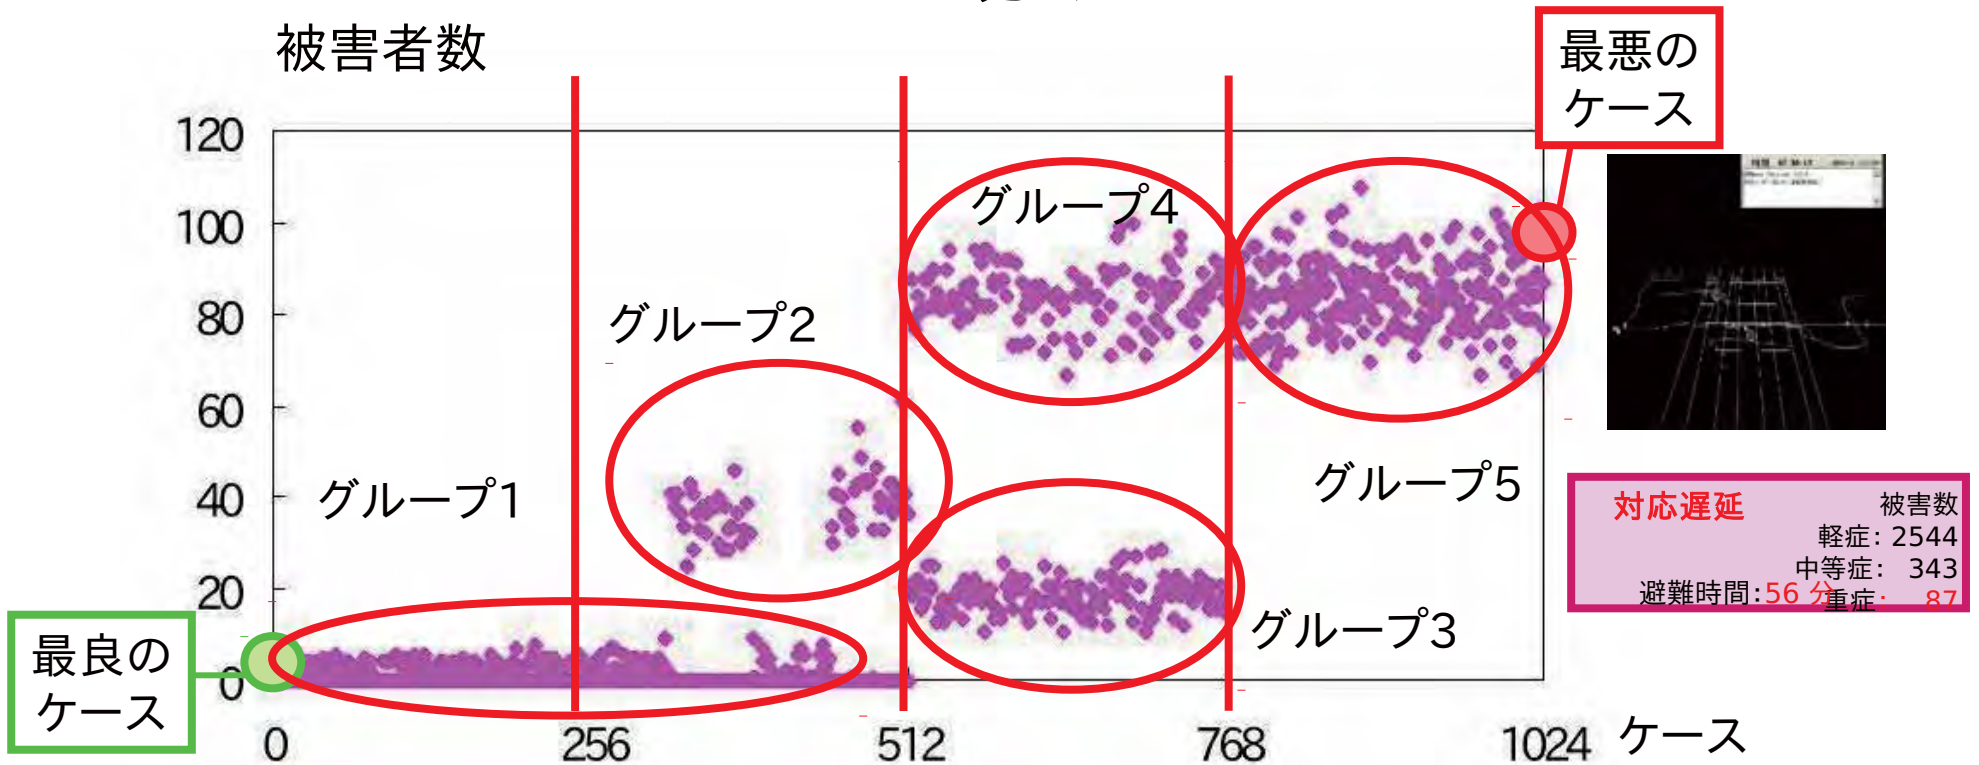 被害者数
最悪の
ケース
120
100
80
60
40
20
0
グループ4
グループ2
グループ1
グループ5
グループ3
最良の
ケース
0
256
512
768
1024
ケース
対応遅延
被害数
軽症: 2544
中等症: 343
避難時間:56 分
重症: 87